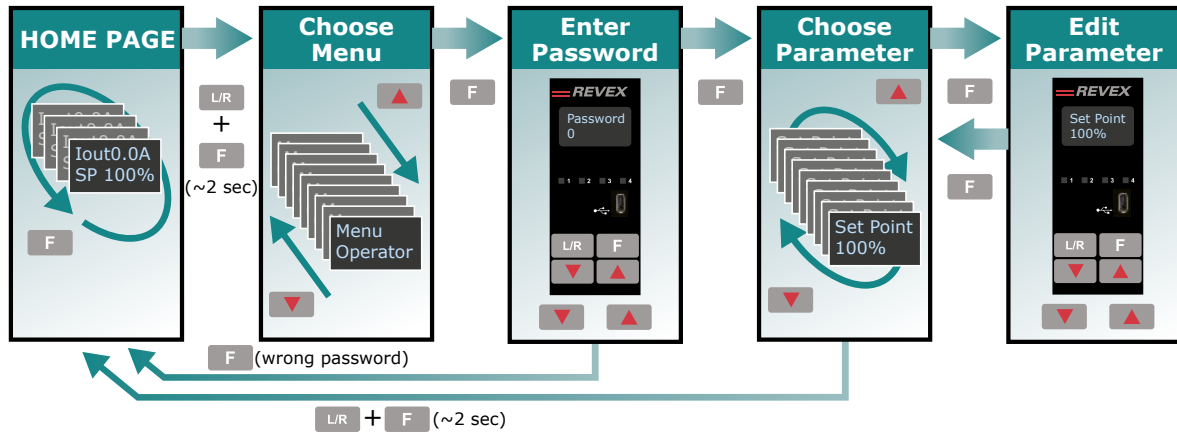 HOME PAGE
Iout0.0A
SP 100%
F
L/R
+
F
(~2 sec)
Choose
Menu
Menu
Operator
F
Enter
Password
REVEX
Password
0
1 2 3 4
L/R F
F
Choose
Parameter
Set Point
100%
F
F
Edit
Parameter
REVEX
Set Point
100%
1 2 3 4
L/R F
F (wrong password)
L/R + F (~2 sec)